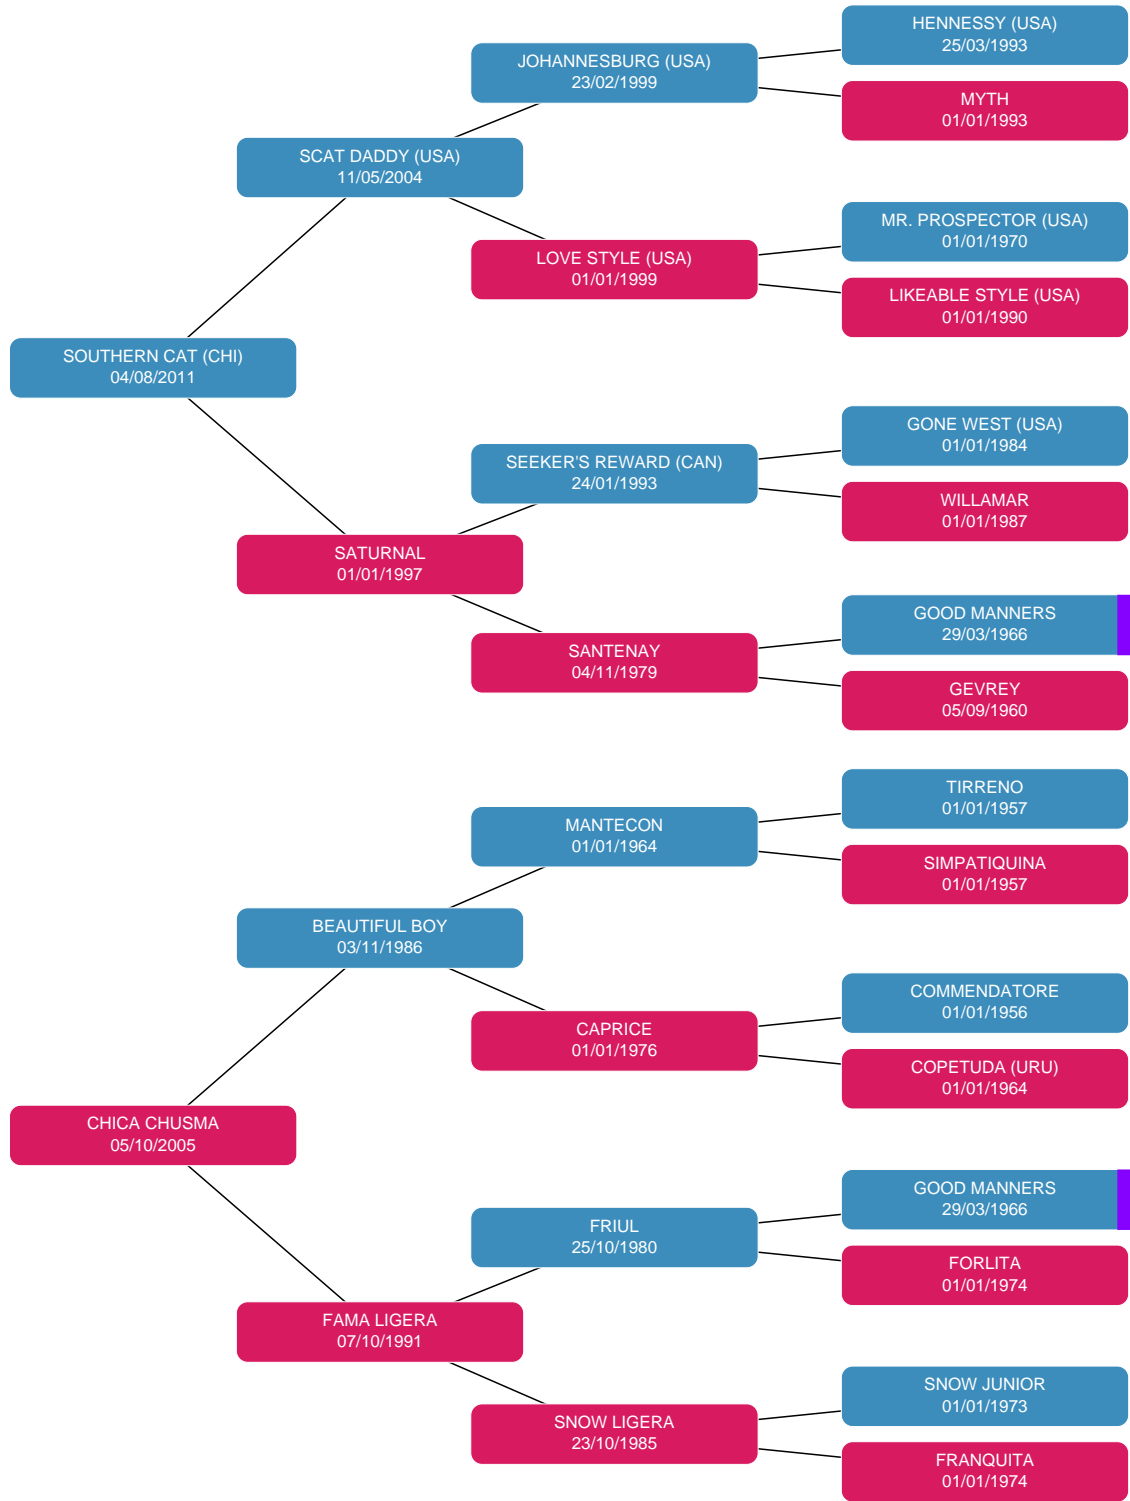 HENNESSY (USA)
25/03/1993
JOHANNESBURG (USA)
23/02/1999
MYTH
01/01/1993
SCAT DADDY (USA)
11/05/2004
MR. PROSPECTOR (USA)
01/01/1970
LOVE STYLE (USA)
01/01/1999
LIKEABLE STYLE (USA)
01/01/1990
SOUTHERN CAT (CHI)
04/08/2011
GONE WEST (USA)
01/01/1984
SEEKER'S REWARD (CAN)
24/01/1993
WILLAMAR
01/01/1987
SATURNAL
01/01/1997
GOOD MANNERS
29/03/1966
SANTENAY
04/11/1979
GEVREY
05/09/1960
TIRRENO
01/01/1957
MANTECON
01/01/1964
SIMPATIQUINA
01/01/1957
BEAUTIFUL BOY
03/11/1986
COMMENDATORE
01/01/1956
CAPRICE
01/01/1976
COPETUDA (URU)
01/01/1964
CHICA CHUSMA
05/10/2005
GOOD MANNERS
29/03/1966
FRIUL
25/10/1980
FORLITA
01/01/1974
FAMA LIGERA
07/10/1991
SNOW JUNIOR
01/01/1973
SNOW LIGERA
23/10/1985
FRANQUITA
01/01/1974